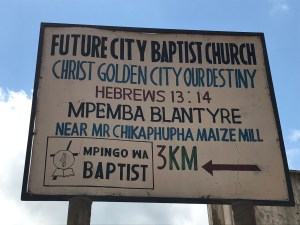 FUTURE CITY BAPTIST CHURCH
CHRIST GOLDEN CITY OUR DESTINY
HEBREWS 13:14
MPEMBA BLANTYRE
NEAR MR CHIKAPHUPHA MAIZE MILL
MPINGO WA
BAPTIST
3KM